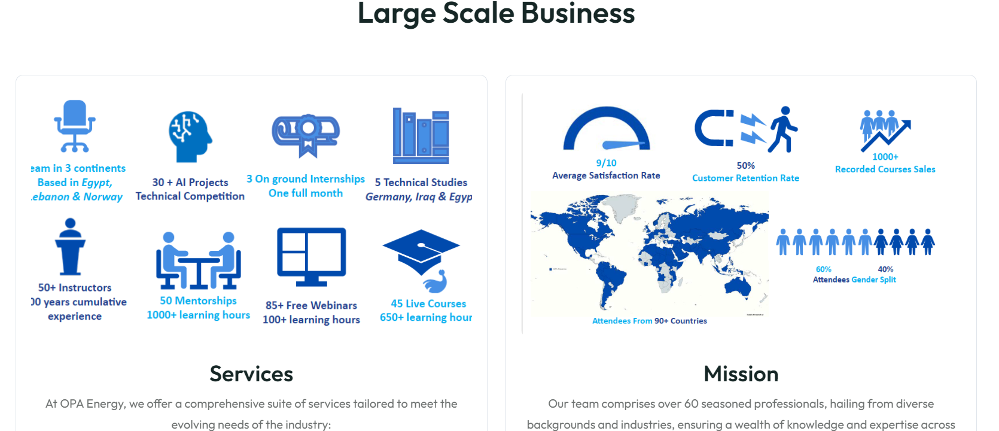 Large Scale Business
eam in 3 continents
Based in Egypt,
ebanon & Norway
30 + AI Projects
Technical Competition
3 On ground Internships
One full month
5 Technical Studies
Germany, Iraq & Egyp
50+ Instructors
00 years cumulative
experience
50 Mentorships
1000+ learning hours
85+ Free Webinars
100+ learning hours
45 Live Courses
650+ learning hour
Services
At OPA Energy, we offer a comprehensive suite of services tailored to meet the
evolving needs of the industry:
9/10
Average Satisfaction Rate
50%
Customer Retention Rate
1000+
Recorded Courses Sales
60%
40%
Attendees Gender Split
Attendees From 90+ Countries
Mission
Our team comprises over 60 seasoned professionals, hailing from diverse
backgrounds and industries, ensuring a wealth of knowledge and expertise across